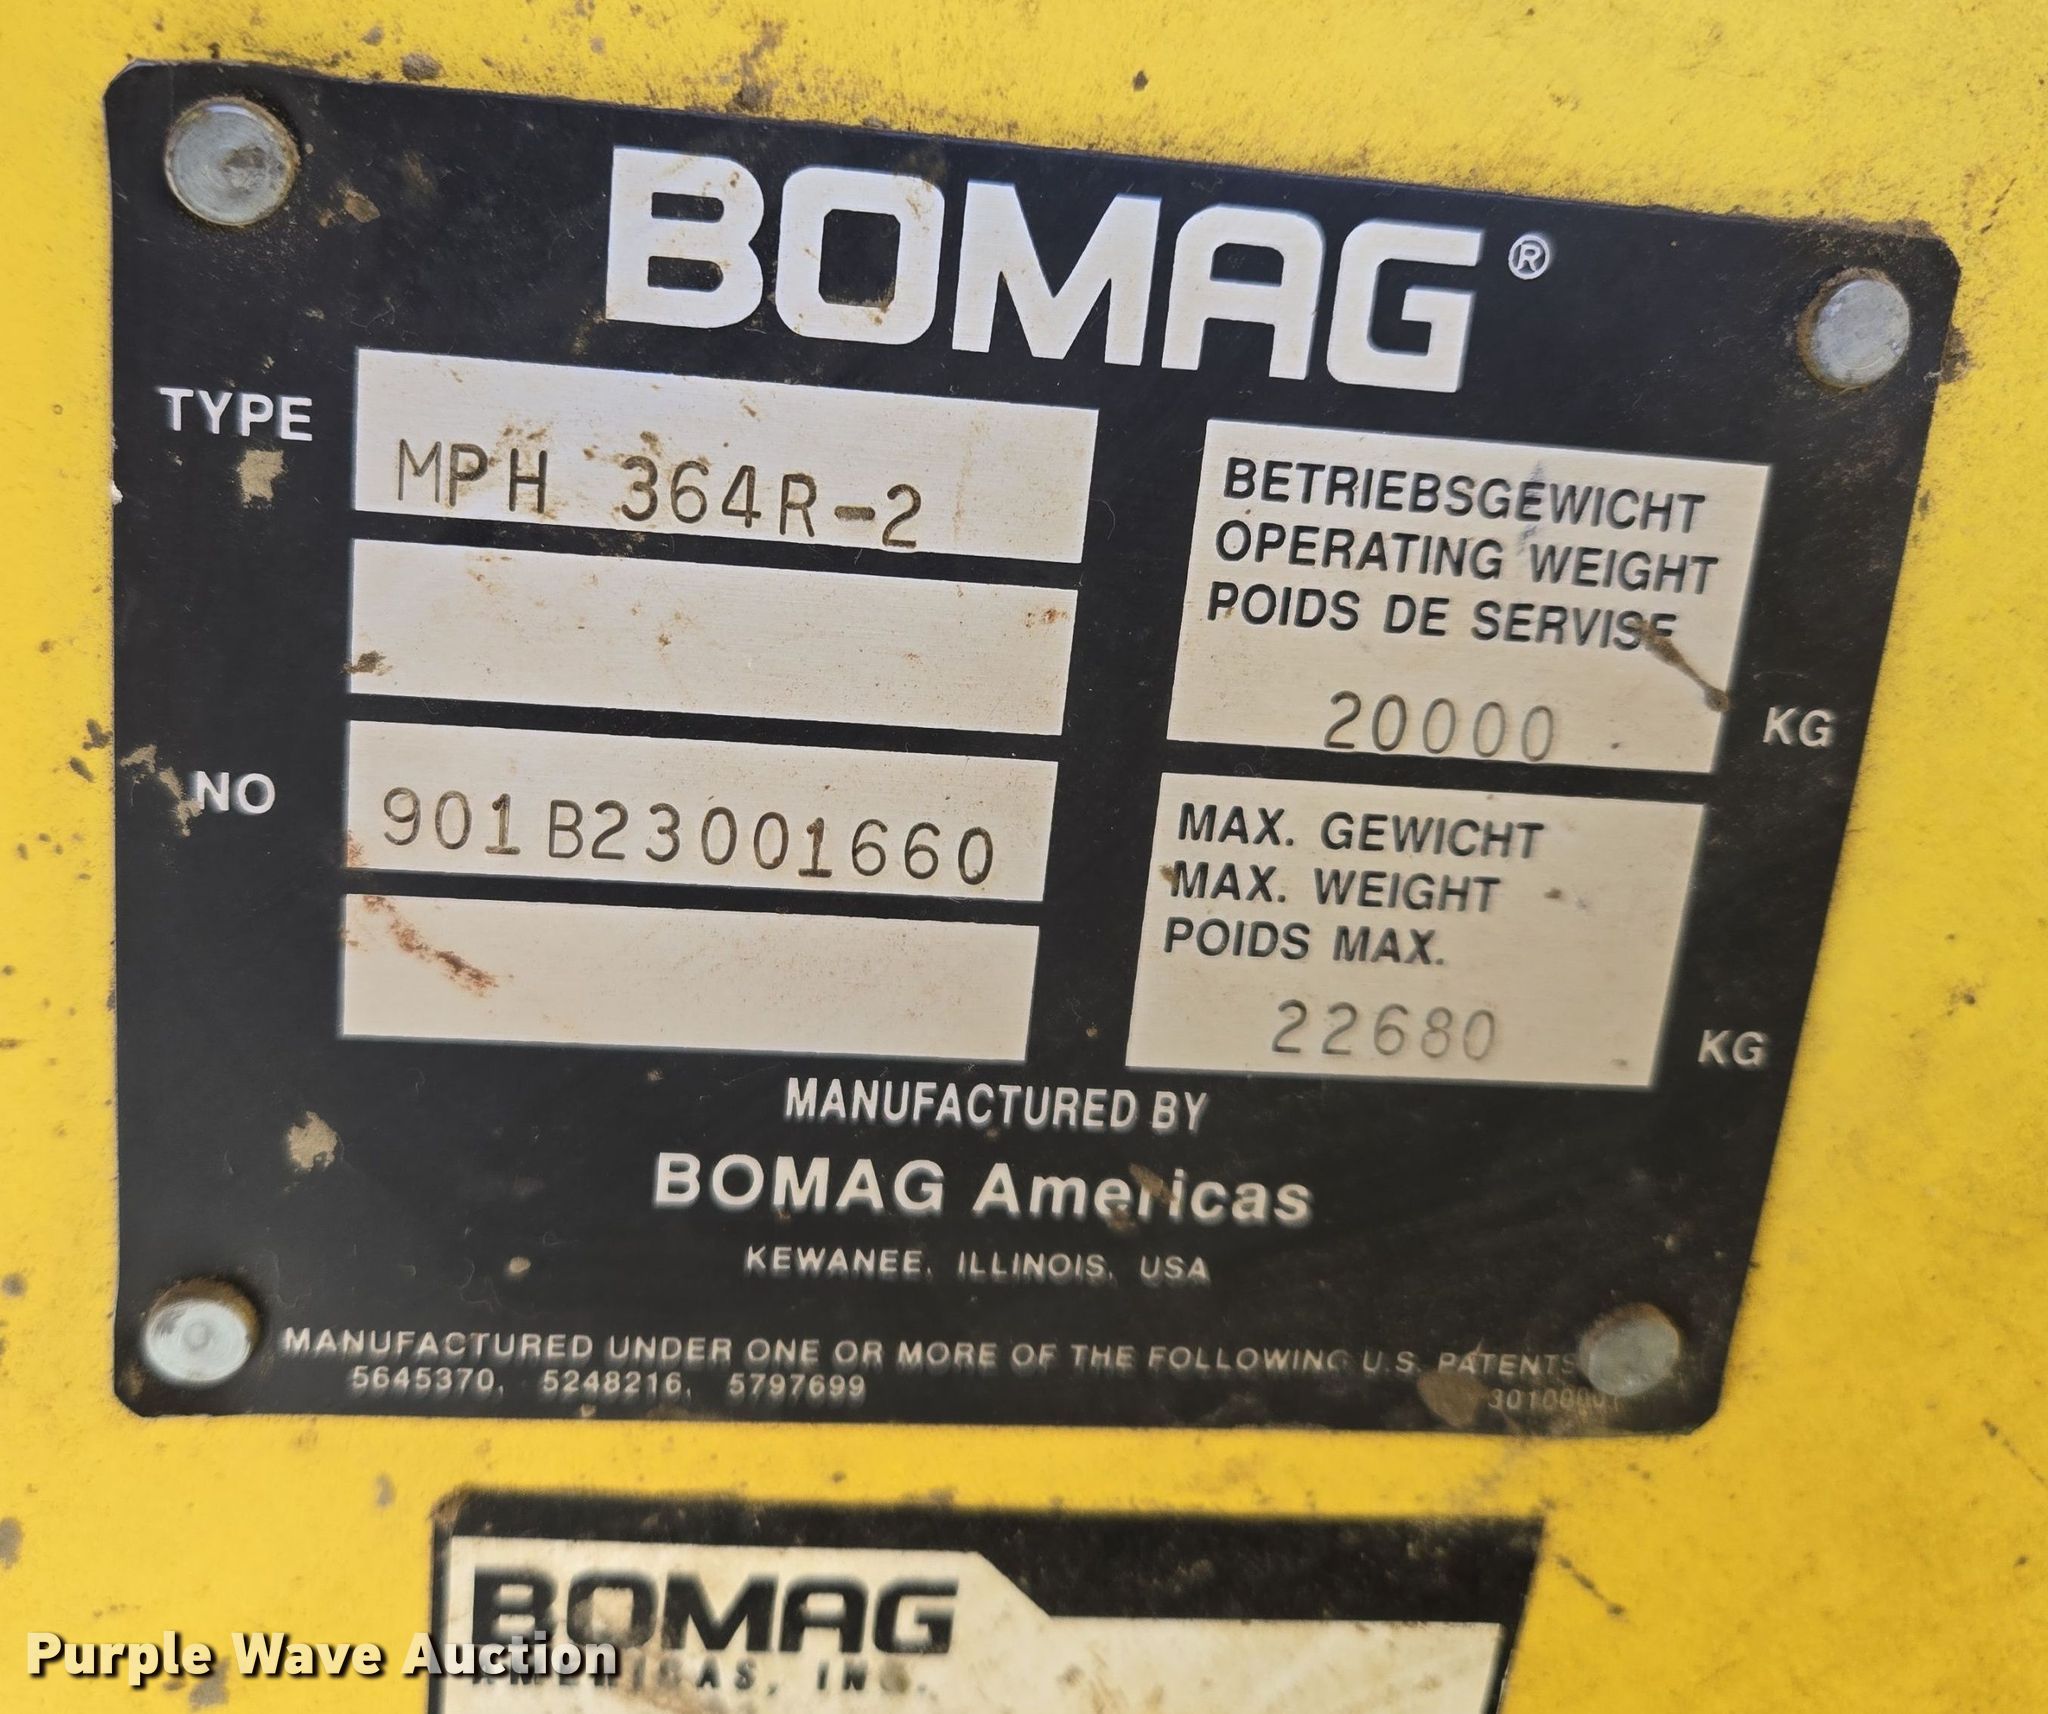 BOMAG®
TYPE
MPH 364R-2
BETRIEBSGEWICHT
OPERATING WEIGHT
POIDS DE SERVISE
20000
KG
NO
901B23001660
MAX. GEWICHT
MAX. WEIGHT
POIDS MAX.
22680
KG
MANUFACTURED BY
BOMAG Americas
KEWANEE, ILLINOIS, USA
MANUFACTURED UNDER ONE OR MORE OF THE FOLLOWING U.S. PATENTS
5645370, 5248216, 5797699
BOMAG
AMERICAS, INC.
Purple Wave Auction